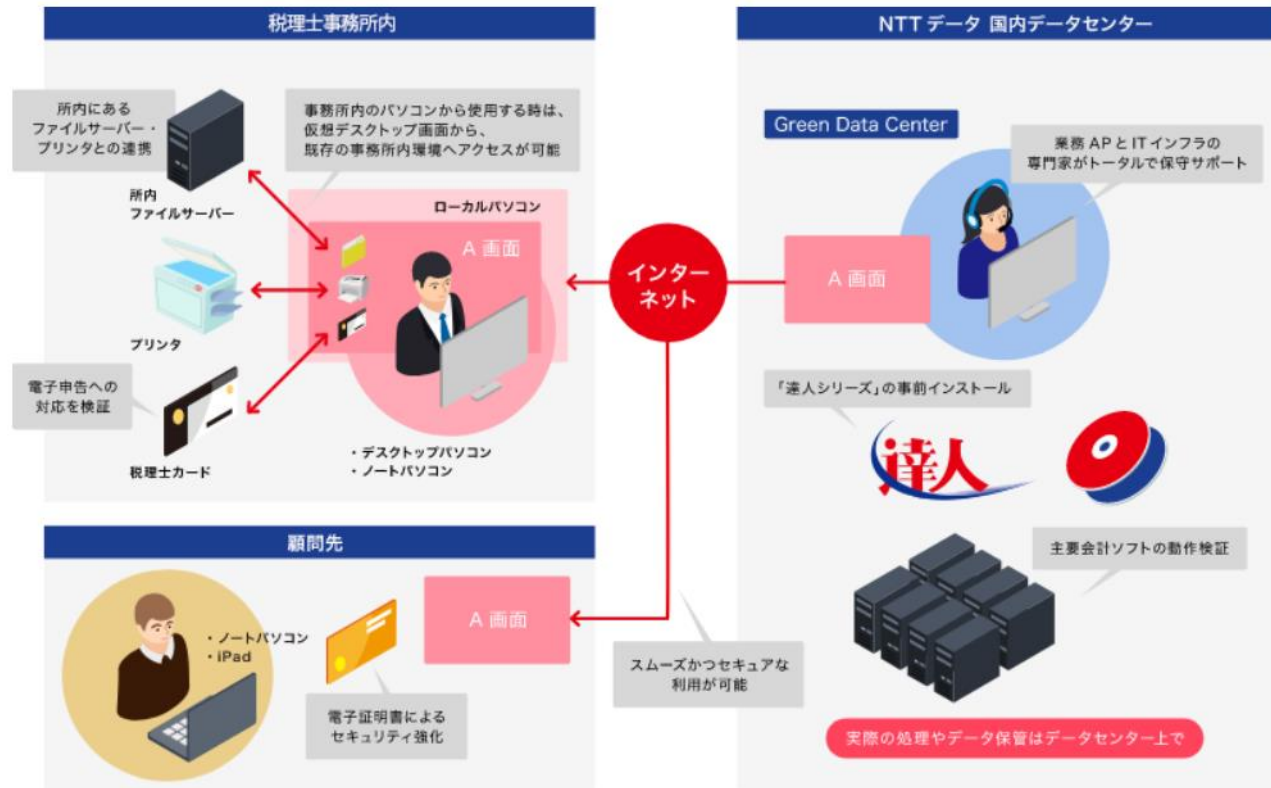 税理士事務所内
所内にある
ファイルサーバー・
プリンタとの連携
事務所内のパソコンから使用する時は、
仮想デスクトップ画面から、
既存の事務所内環境へアクセスが可能
所内
ファイルサーバー
ローカルパソコン
A 画面
プリンタ
電子申告への
対応を検証
税理士カード
・デスクトップパソコン
・ノートパソコン
インター
ネット
顧問先
・ノートパソコン
・iPad
A 画面
電子証明書による
セキュリティ強化
スムーズかつセキュアな
利用が可能
NTT データ 国内データセンター
Green Data Center
業務 AP と IT インフラの
専門家がトータルで保守サポート
A 画面
「達人シリーズ」の事前インストール
達人
主要会計ソフトの動作検証
実際の処理やデータ保管はデータセンター上で